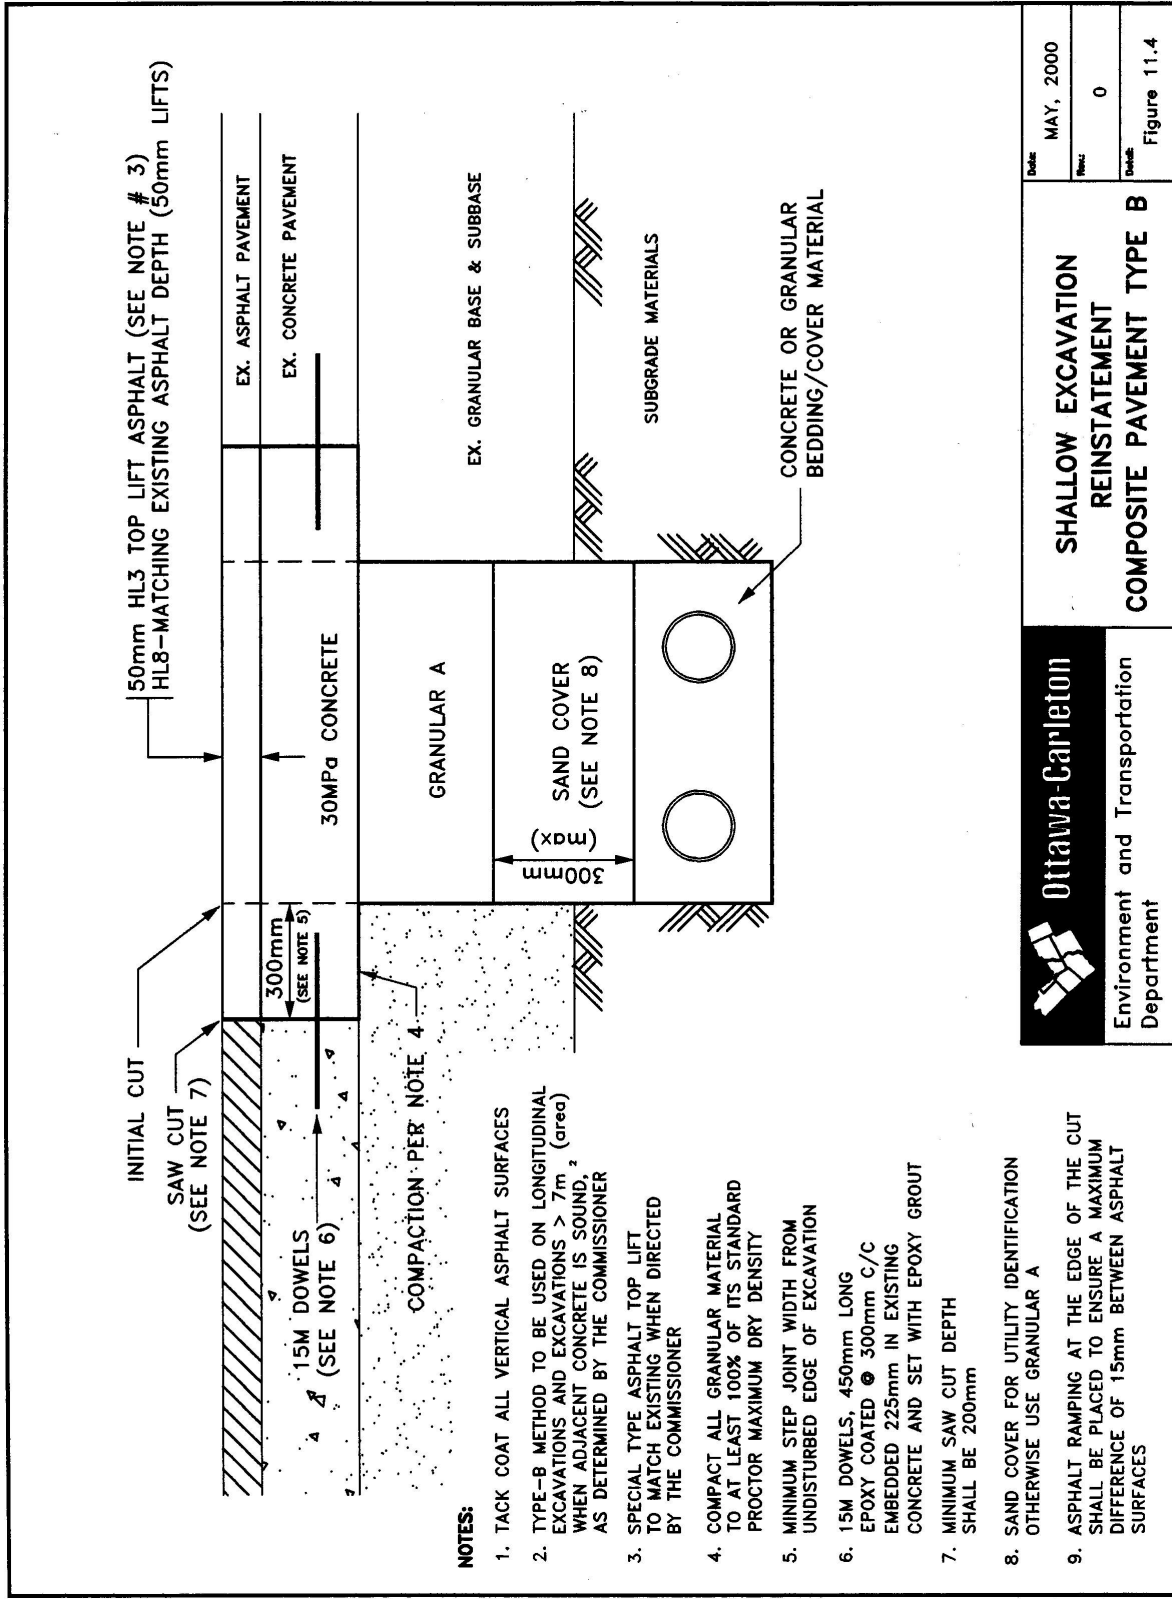 50mm HL3 TOP LIFT ASPHALT (SEE NOTE # 3)
HL8-MATCHING EXISTING ASPHALT DEPTH (50mm LIFTS)
INITIAL CUT
SAW CUT
(SEE NOTE 7)
EX. ASPHALT PAVEMENT
EX. CONCRETE PAVEMENT
300mm
(SEE NOTE 5)
30MPa CONCRETE
15M DOWELS
(SEE NOTE 6)
COMPACTION PER NOTE 4
GRANULAR A
EX. GRANULAR BASE & SUBBASE
300mm
(max)
SAND COVER
(SEE NOTE 8)
SUBGRADE MATERIALS
CONCRETE OR GRANULAR
BEDDING/COVER MATERIAL
NOTES:
1. TACK COAT ALL VERTICAL ASPHALT SURFACES
2. TYPE-B METHOD TO BE USED ON LONGITUDINAL
EXCAVATIONS AND EXCAVATIONS > 7m² (area)
WHEN ADJACENT CONCRETE IS SOUND,
AS DETERMINED BY THE COMMISSIONER
3. SPECIAL TYPE ASPHALT TOP LIFT
TO MATCH EXISTING WHEN DIRECTED
BY THE COMMISSIONER
4. COMPACT ALL GRANULAR MATERIAL
TO AT LEAST 100% OF ITS STANDARD
PROCTOR MAXIMUM DRY DENSITY
5. MINIMUM STEP JOINT WIDTH FROM
UNDISTURBED EDGE OF EXCAVATION
6. 15M DOWELS, 450mm LONG
EPOXY COATED @ 300mm C/C
EMBEDDED 225mm IN EXISTING
CONCRETE AND SET WITH EPOXY GROUT
7. MINIMUM SAW CUT DEPTH
SHALL BE 200mm
8. SAND COVER FOR UTILITY IDENTIFICATION
OTHERWISE USE GRANULAR A
9. ASPHALT RAMPING AT THE EDGE OF THE CUT
SHALL BE PLACED TO ENSURE A MAXIMUM
DIFFERENCE OF 15mm BETWEEN ASPHALT
SURFACES
Ottawa-Carleton
Environment and Transportation
Department
SHALLOW EXCAVATION
REINSTATEMENT
COMPOSITE PAVEMENT TYPE B
Date: MAY, 2000
Rev.: 0
Detail: Figure 11.4